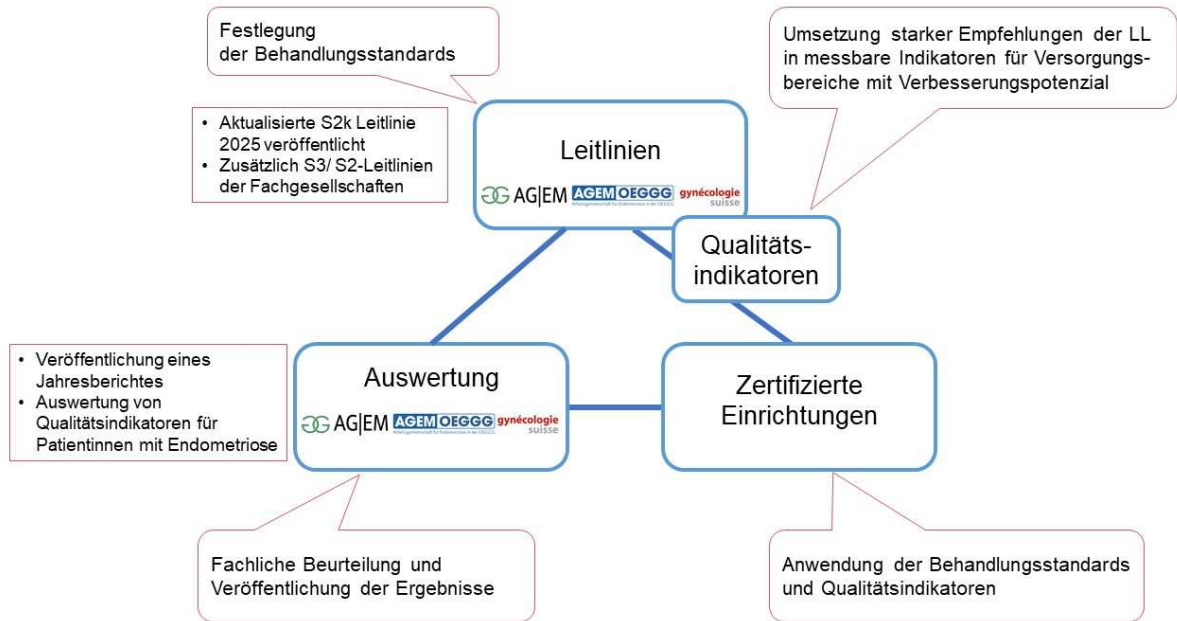 Festlegung
der Behandlungsstandards
Umsetzung starker Empfehlungen der LL
in messbare Indikatoren für Versorgungs-
bereiche mit Verbesserungspotenzial
• Aktualisierte S2k Leitlinie
2025 veröffentlicht
• Zusätzlich S3/ S2-Leitlinien
der Fachgesellschaften
Leitlinien
AG|EM
AGEM OEGGG
gynécologie
suisse
Qualitäts-
indikatoren
• Veröffentlichung eines
Jahresberichtes
• Auswertung von
Qualitätsindikatoren für
Patientinnen mit Endometriose
Auswertung
AG|EM
AGEM OEGGG
gynécologie
suisse
Zertifizierte
Einrichtungen
Fachliche Beurteilung und
Veröffentlichung der Ergebnisse
Anwendung der Behandlungsstandards
und Qualitätsindikatoren